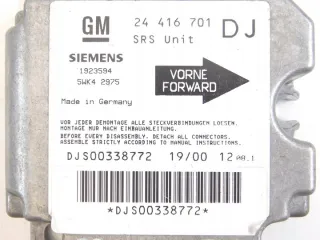 GM 24 416 701 DJ
SRS Unit
SIEMENS
1923594
5WK4 2975
VORNE
FORWARD
Made in Germany
VOR JEDER DEMONTAGE ALLE STECKVERBINDUNGEN LOESEN.
MONTAGE NUR NACH EINBAUANLEITUNG.
BEFORE EVERY DISASSEMBLY, DETACH ALL CONNECTORS.
ASSEMBLE STRICTLY ACCORDING TO MANUAL INSTRUCTIONS.
DJS00338772 19/00 12
*DJS00338772*